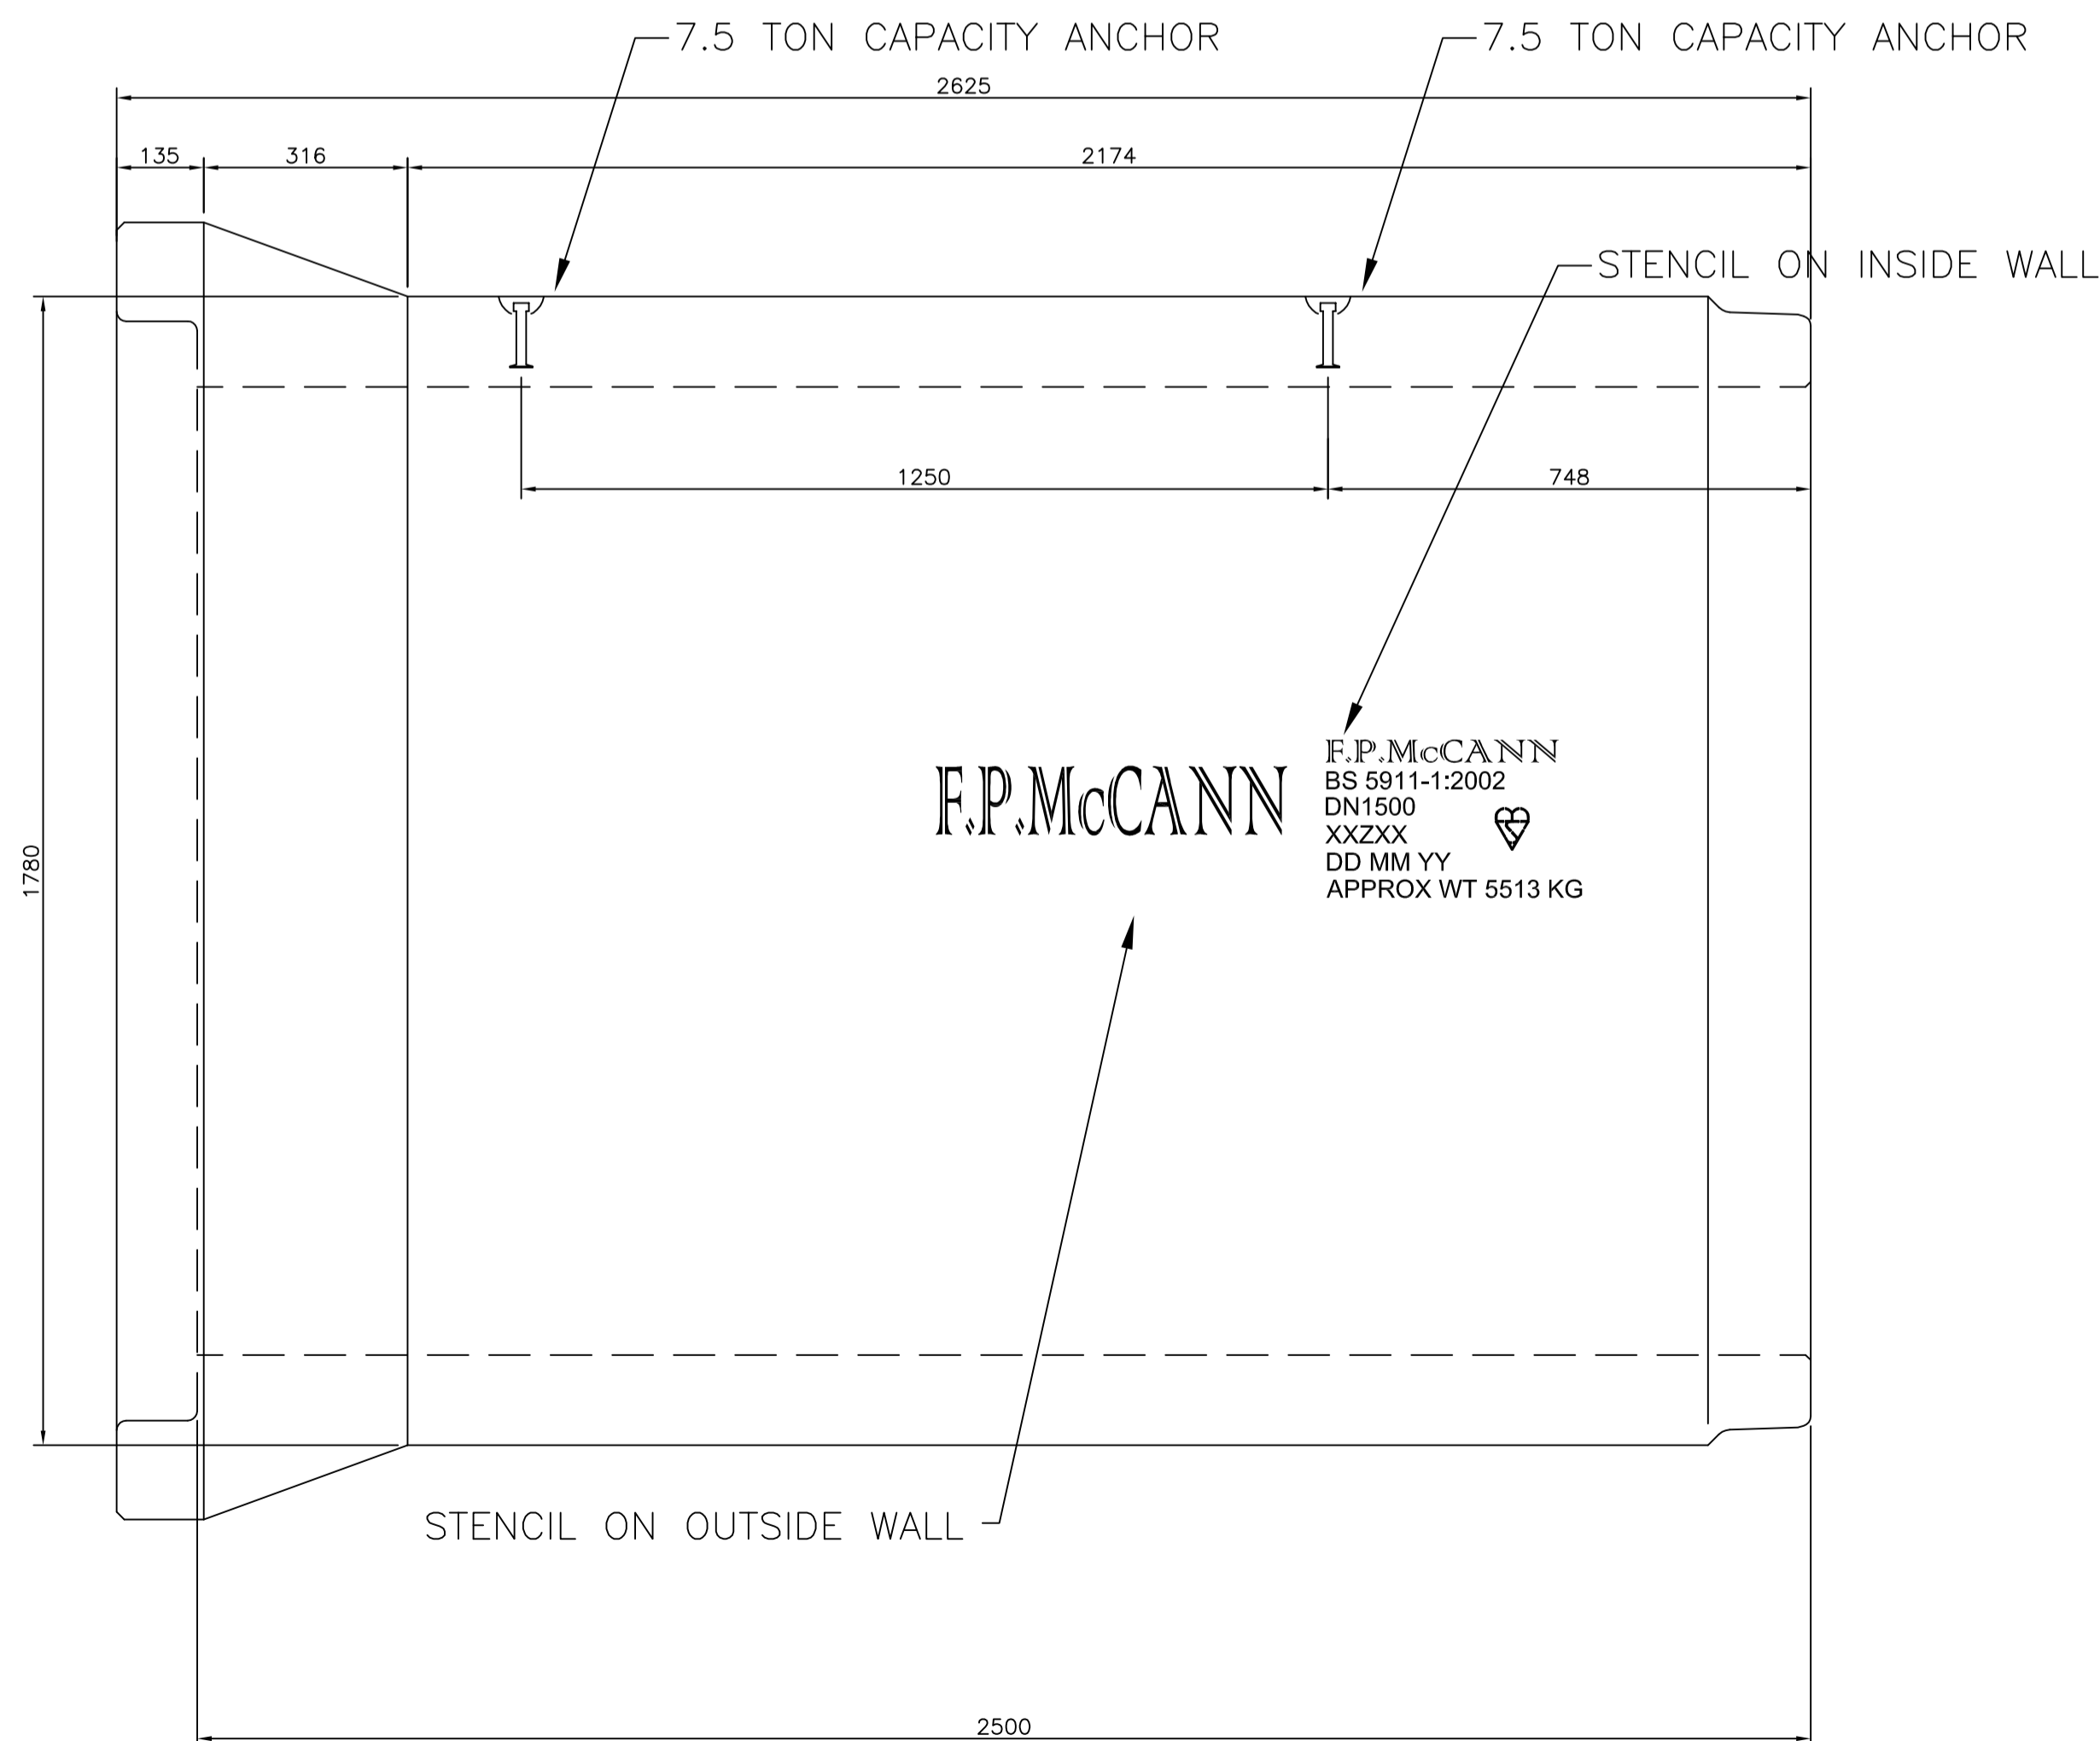 7.5 TON CAPACITY ANCHOR
7.5 TON CAPACITY ANCHOR
2625
135
316
2174
STENCIL ON INSIDE WALL
1250
748
1780
F.P.McCANN
F.P.McCANN
BS 5911-1:2002
DN1500
XXZXX
DD MM YY
APPROX WT 5513 KG
STENCIL ON OUTSIDE WALL
2500